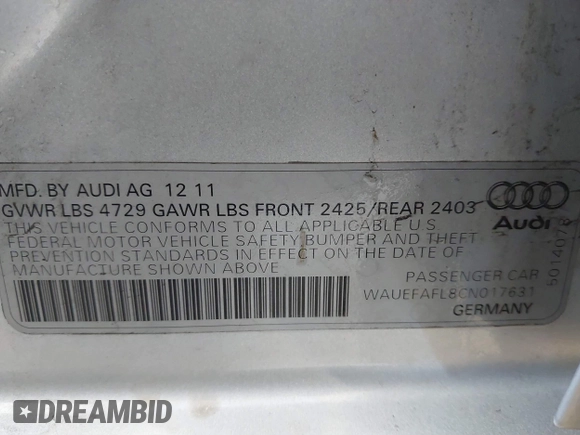 MFD. BY AUDI AG 12 11
GVWR LBS 4729 GAWR LBS FRONT 2425/REAR 2403
THIS VEHICLE CONFORMS TO ALL APPLICABLE U S
FEDERAL MOTOR VEHICLE SAFETY BUMPER AND THEFT
PREVENTION STANDARDS IN EFFECT ON THE DATE OF
MANUFACTURE SHOWN ABOVE
Audi
PASSENGER CAR
WAUEFAFL8CN017631
GERMANY
5014078
DREAMBID